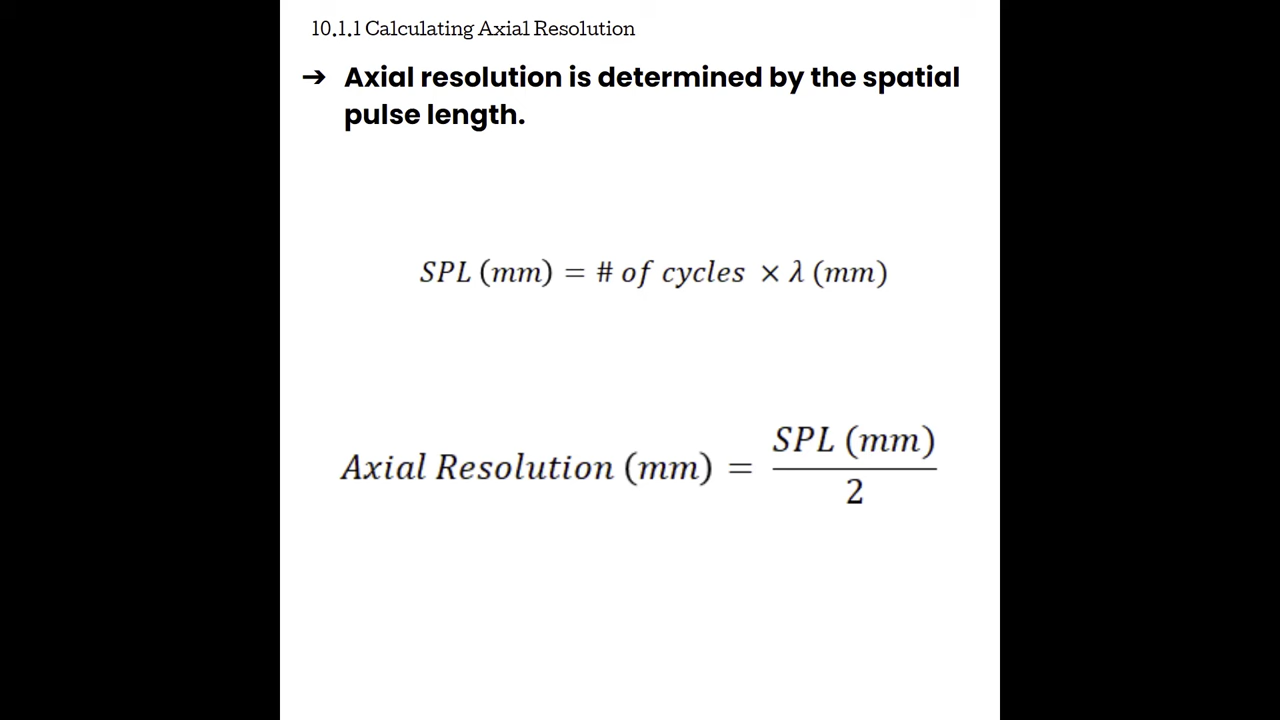 10.1.1 Calculating Axial Resolution
➔ Axial resolution is determined by the spatial
pulse length.
SPL (mm) = # of cycles × λ (mm)
Axial Resolution (mm) = SPL (mm) / 2